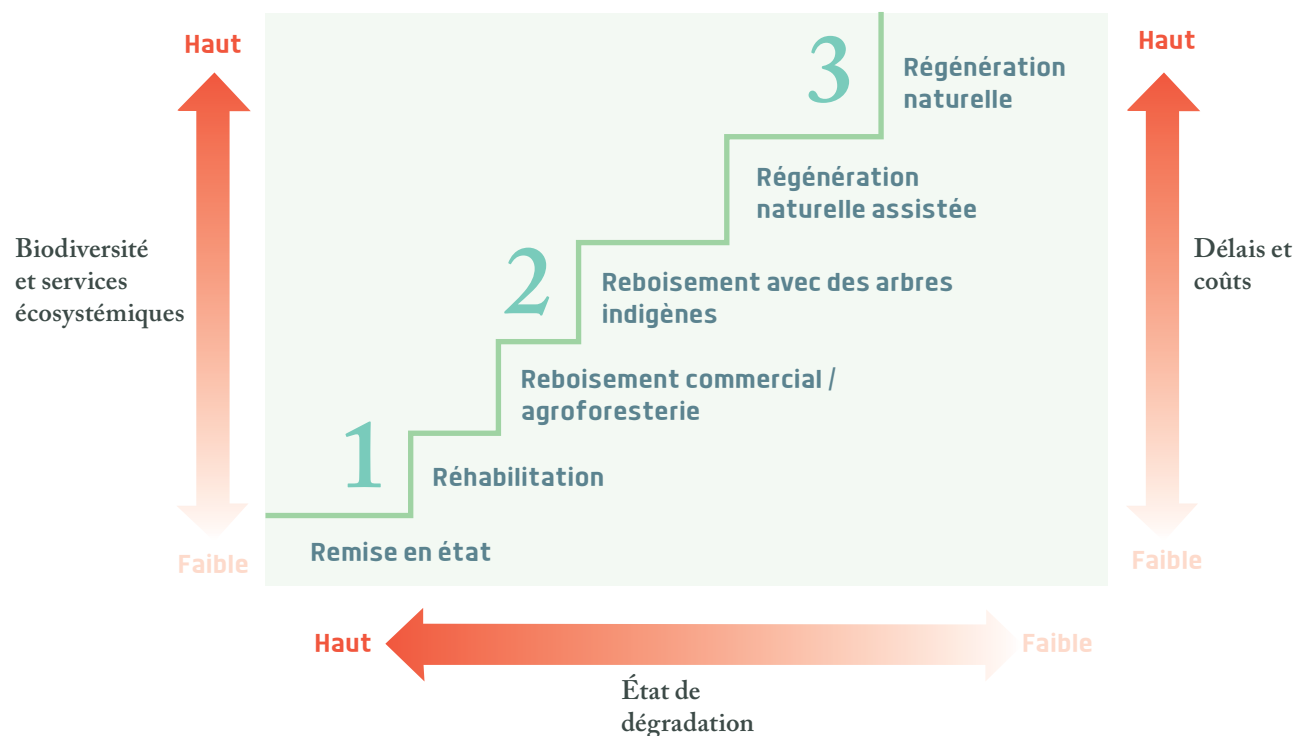 Haut
Haut
3
Régénération
naturelle
Régénération
naturelle assistée
Biodiversité
et services
écosystémiques
Délais et
coûts
2
Reboisement avec des arbres
indigènes
Reboisement commercial /
agroforesterie
1
Réhabilitation
Remise en état
Faible
Faible
Haut
Faible
État de
dégradation